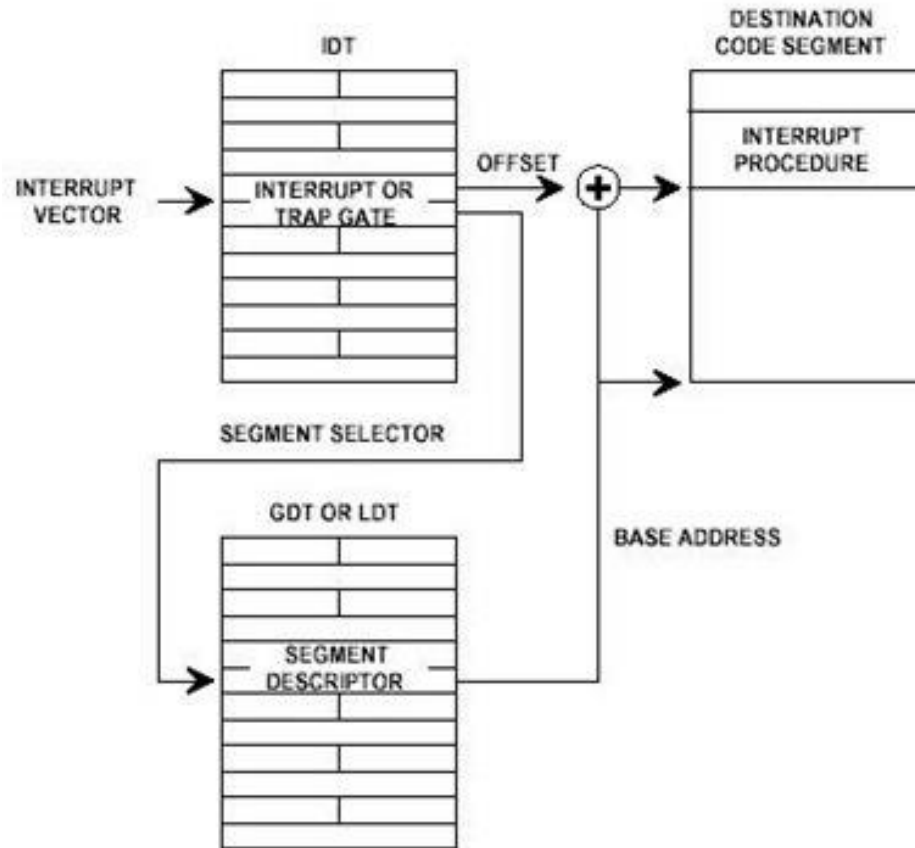 IDT
DESTINATION
CODE SEGMENT
INTERRUPT
VECTOR
INTERRUPT OR
TRAP GATE
OFFSET
+
INTERRUPT
PROCEDURE
SEGMENT SELECTOR
GDT OR LDT
BASE ADDRESS
SEGMENT
DESCRIPTOR